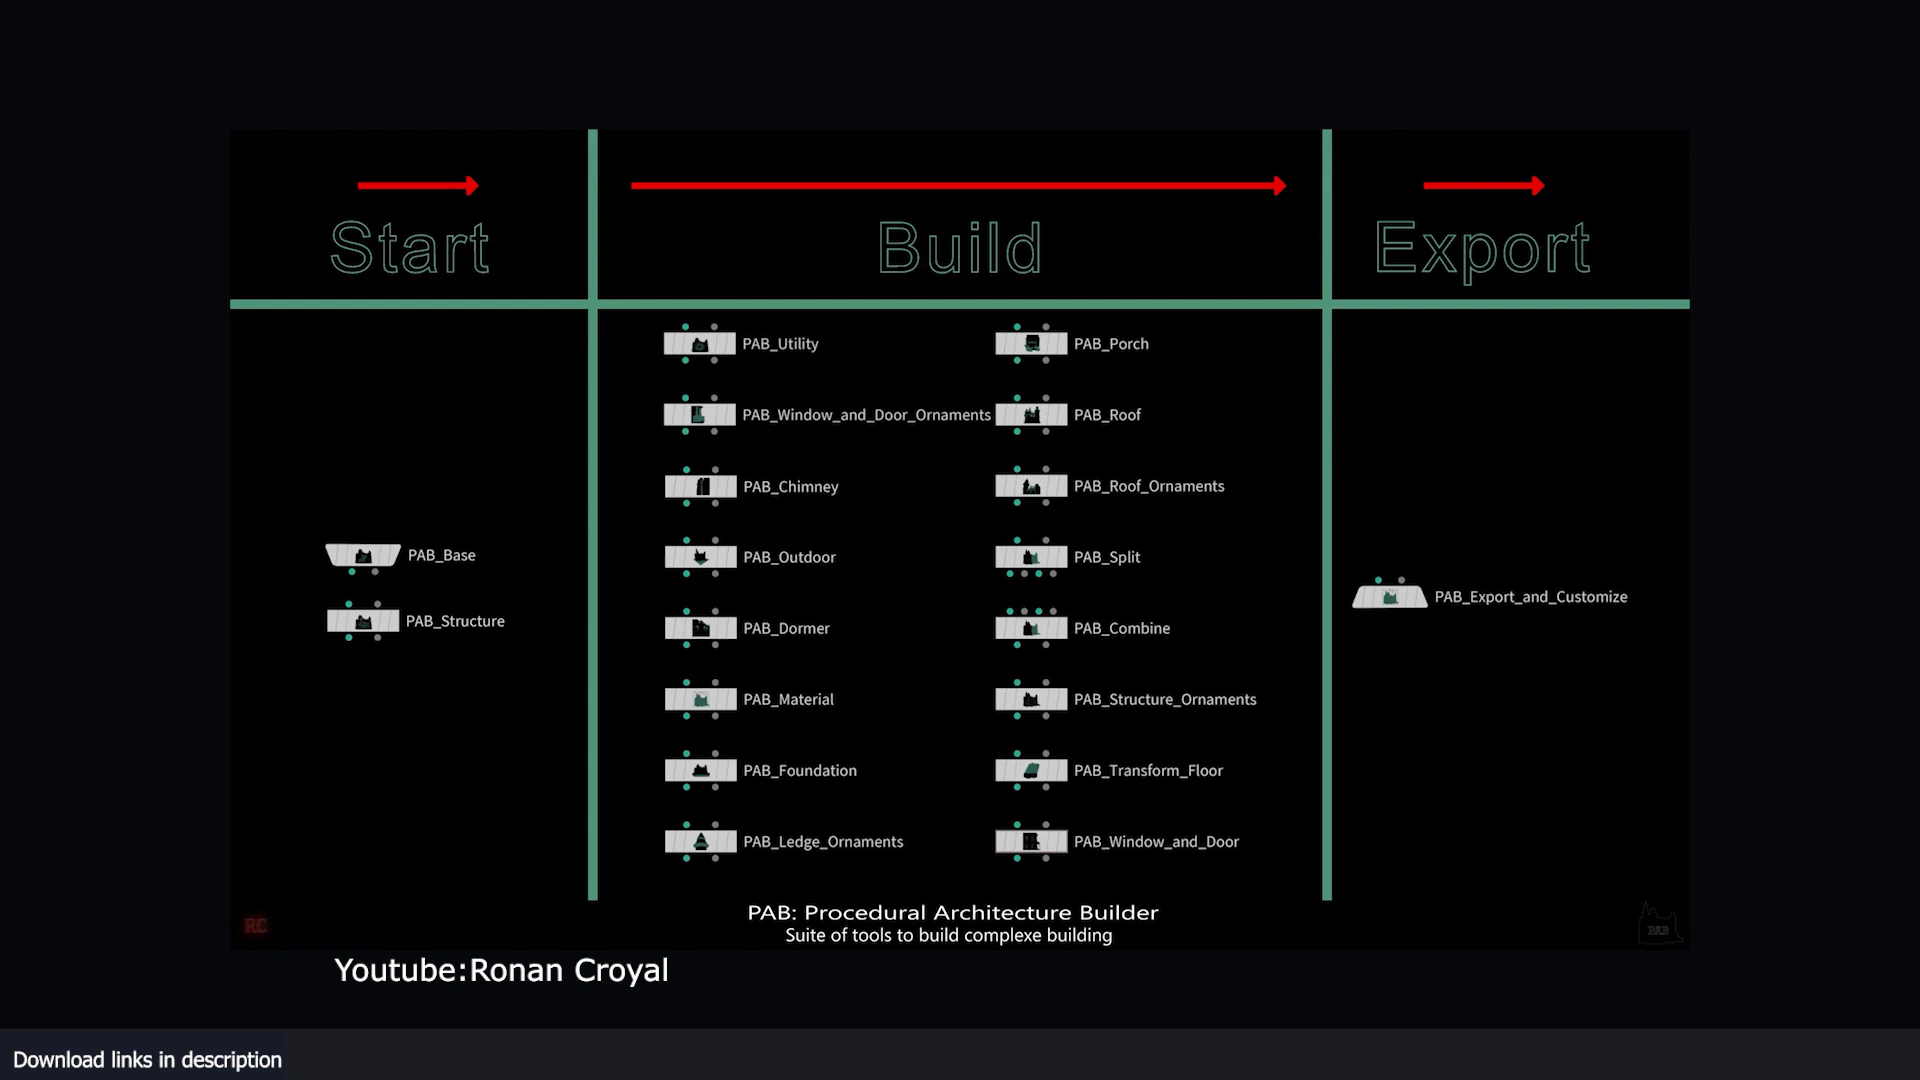 Start
Build
Export
PAB_Base
PAB_Structure
PAB_Utility
PAB_Window_and_Door_Ornaments
PAB_Chimney
PAB_Outdoor
PAB_Dormer
PAB_Material
PAB_Foundation
PAB_Ledge_Ornaments
PAB_Porch
PAB_Roof
PAB_Roof_Ornaments
PAB_Split
PAB_Combine
PAB_Structure_Ornaments
PAB_Transform_Floor
PAB_Window_and_Door
PAB_Export_and_Customize
PAB: Procedural Architecture Builder
Suite of tools to build complexe building
RC
PAB
Youtube:Ronan Croyal
Download links in description